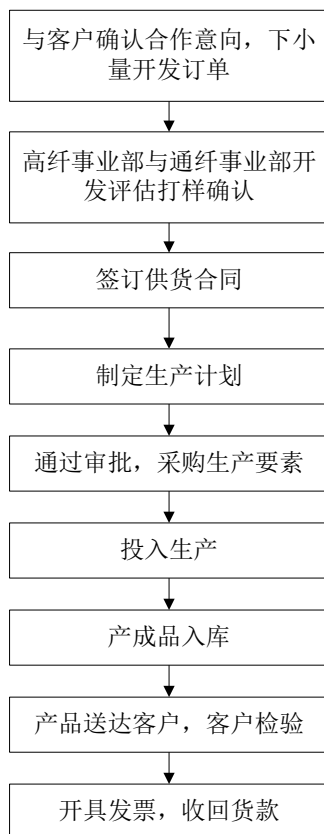 与客户确认合作意向，下小
量开发订单
高纤事业部与通纤事业部开
发评估打样确认
签订供货合同
制定生产计划
通过审批，采购生产要素
投入生产
产成品入库
产品送达客户，客户检验
开具发票，收回货款